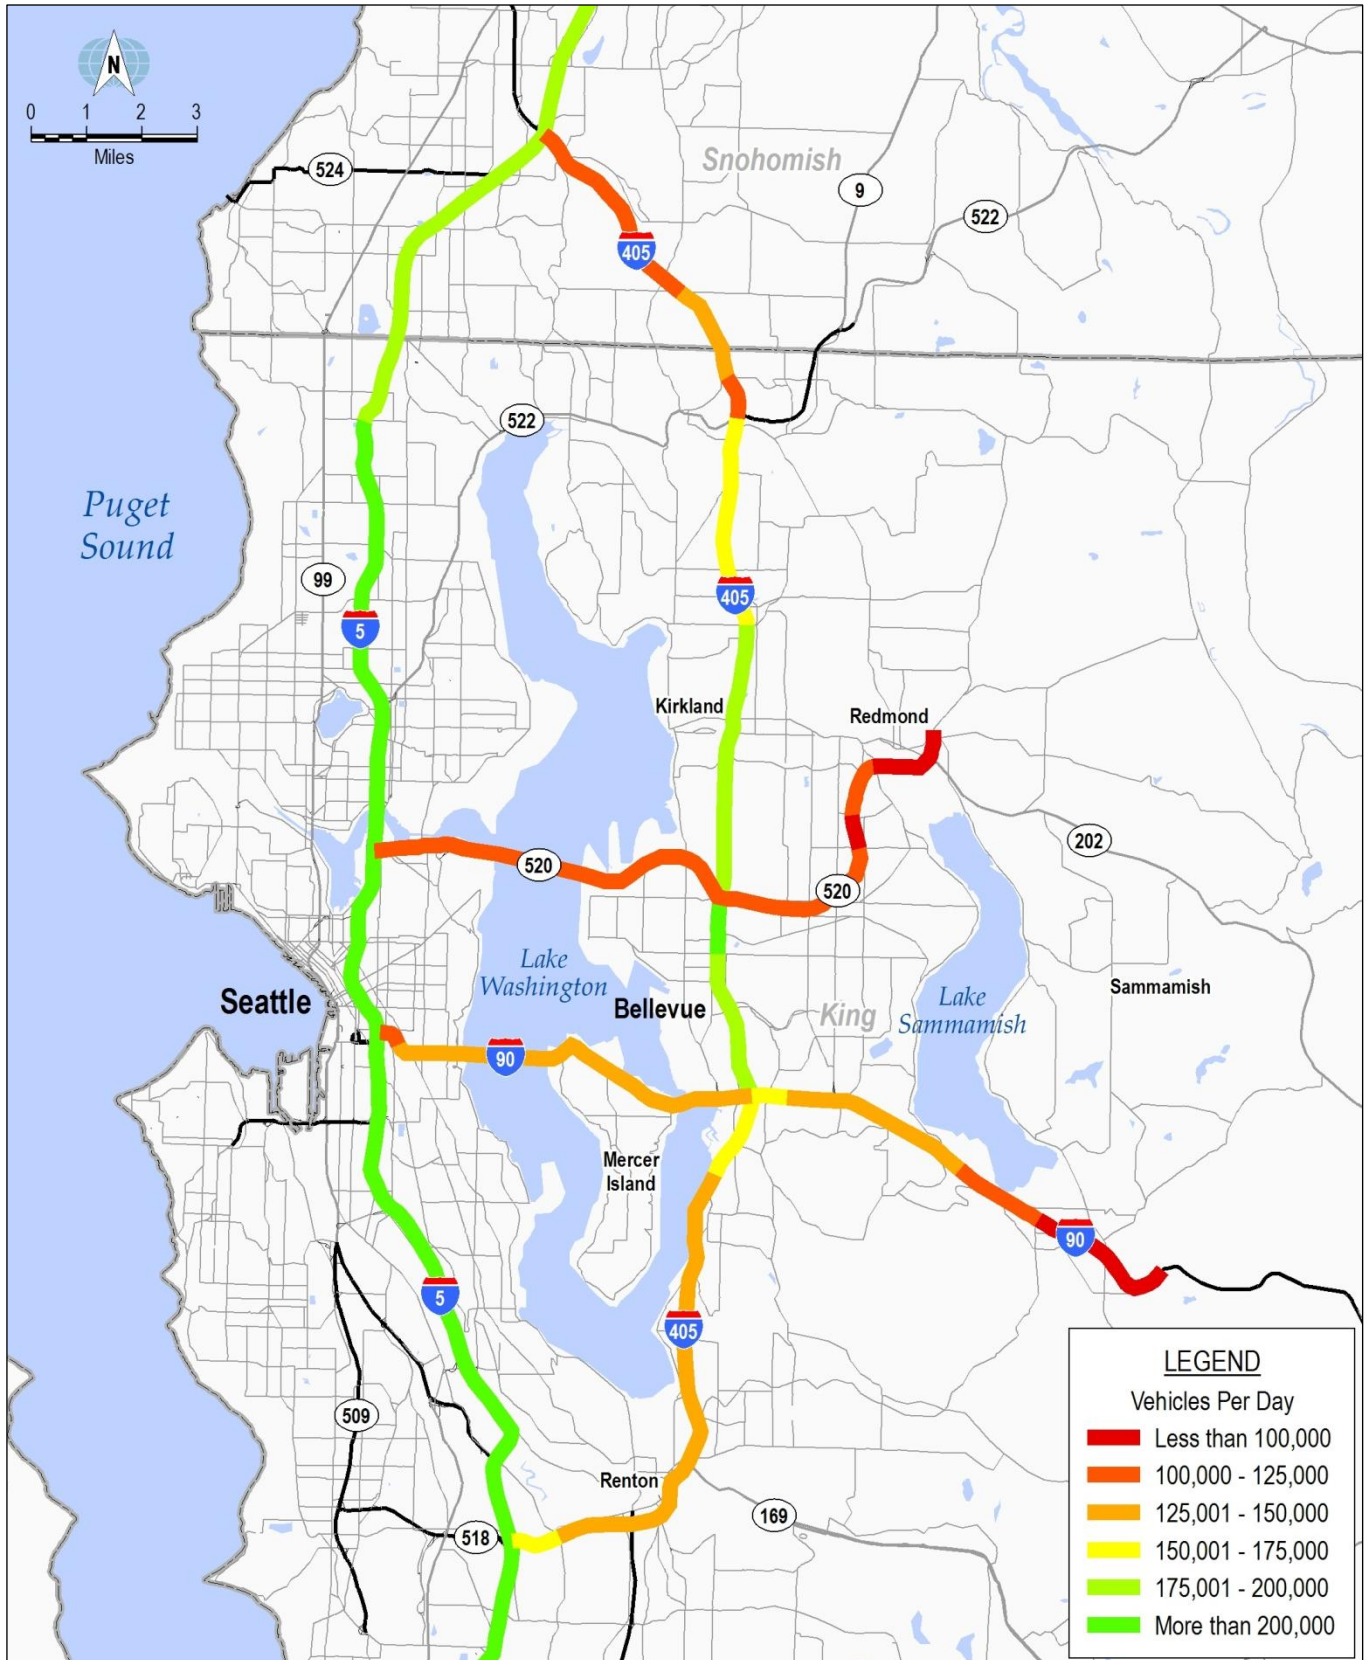 N
0 1 2 3
Miles
524
Snohomish
9
522
405
522
Puget
Sound
99
405
5
Kirkland
Redmond
202
520
520
Lake
Washington
Seattle
Bellevue
King
Lake
Sammamish
Sammamish
90
Mercer
Island
90
5
405
509
Renton
518
169
LEGEND
Vehicles Per Day
Less than 100,000
100,000 - 125,000
125,001 - 150,000
150,001 - 175,000
175,001 - 200,000
More than 200,000